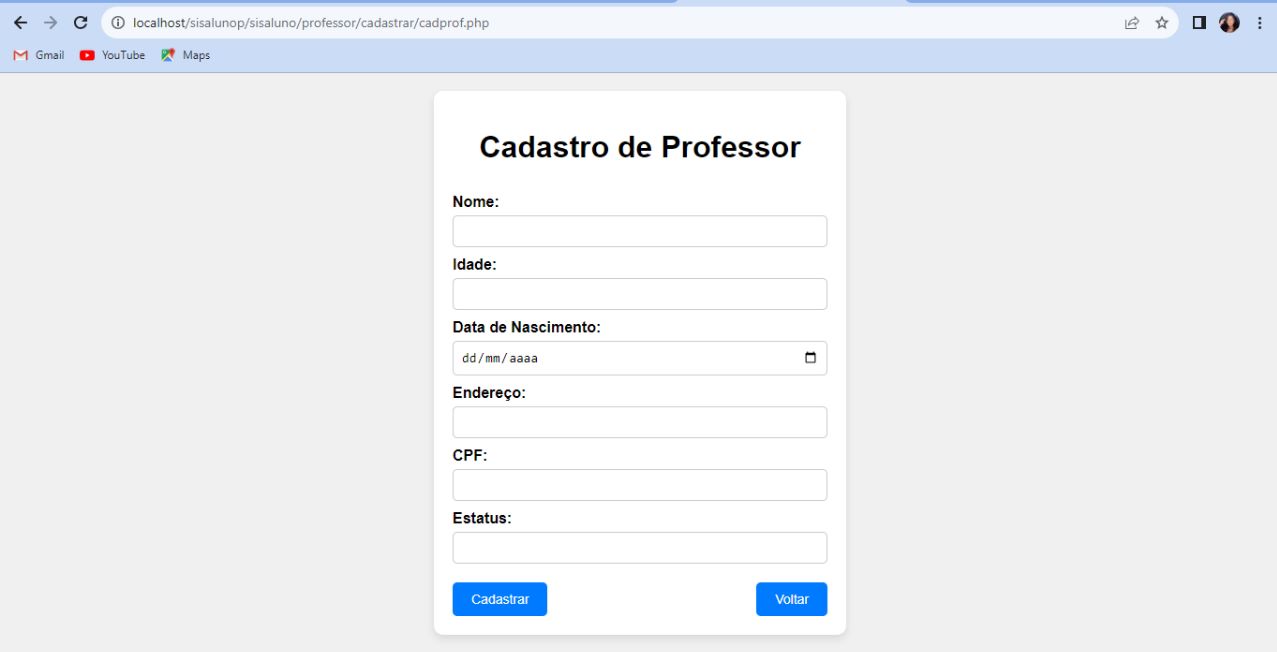 localhost/sisalunop/sisaluno/professor/cadastrar/cadprof.php
Gmail YouTube Maps
Cadastro de Professor
Nome:
Idade:
Data de Nascimento:
dd/mm/aaaa
Endereço:
CPF:
Estatus:
Cadastrar Voltar